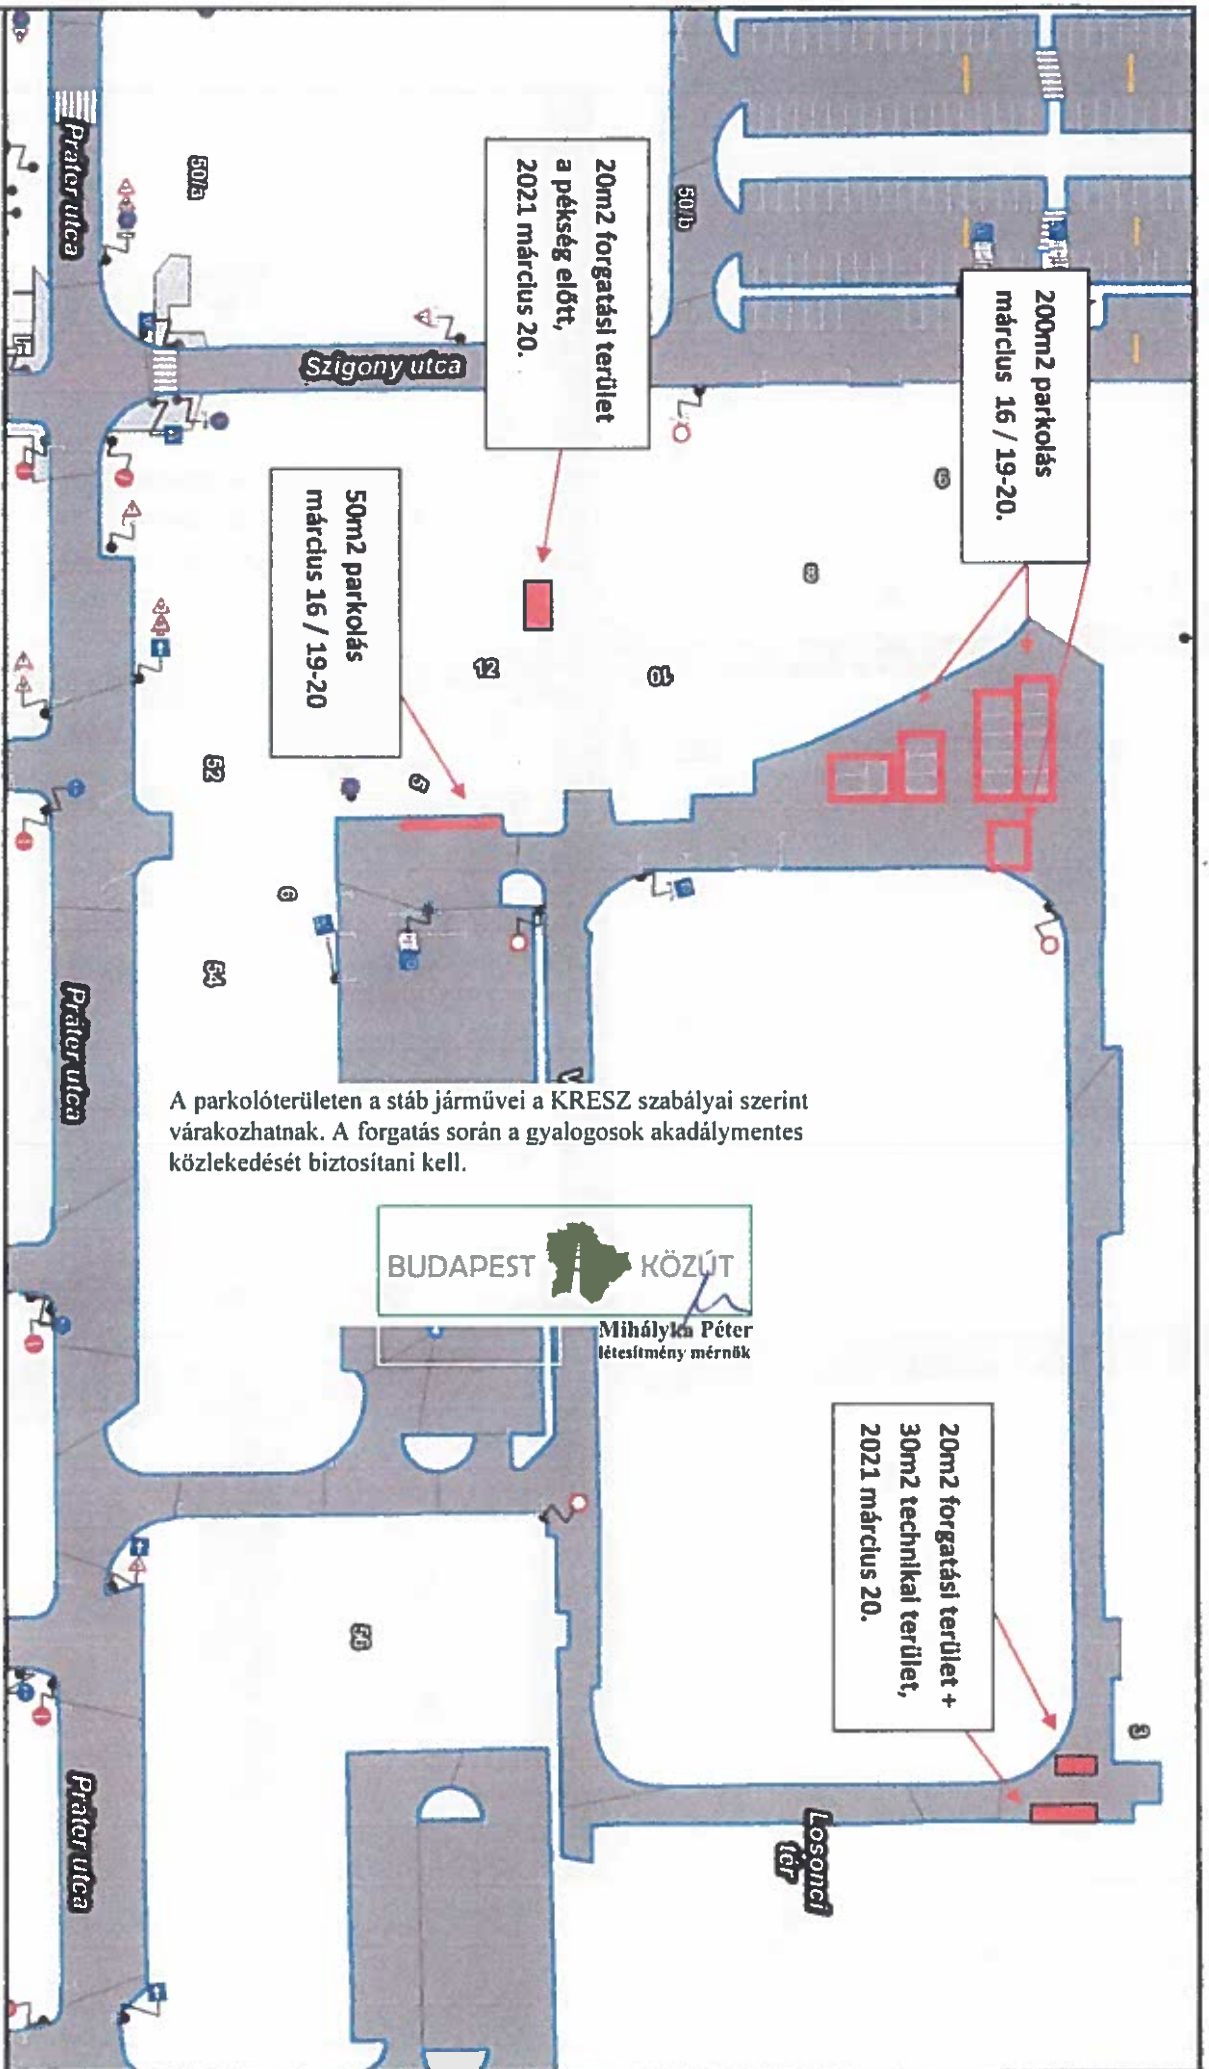 200m2 parkolás
március 16 / 19-20.
20m2 forgatási terület
a pékség előtt,
2021 március 20.
50m2 parkolás
március 16 / 19-20
20m2 forgatási terület +
30m2 technikai terület,
2021 március 20.
50/b
50/a
Szigony utca
Práter utca
6
8
10
12
5
52
6
54
Práter utca
V
A parkolóterületen a stáb járművei a KRESZ szabályai szerint
várakozhatnak. A forgatás során a gyalogosok akadálymentes
közlekedését biztosítani kell.
BUDAPEST KÖZÚT
Mihályka Péter
létesítmény mérnök
3
Losonci
tér
Práter utca